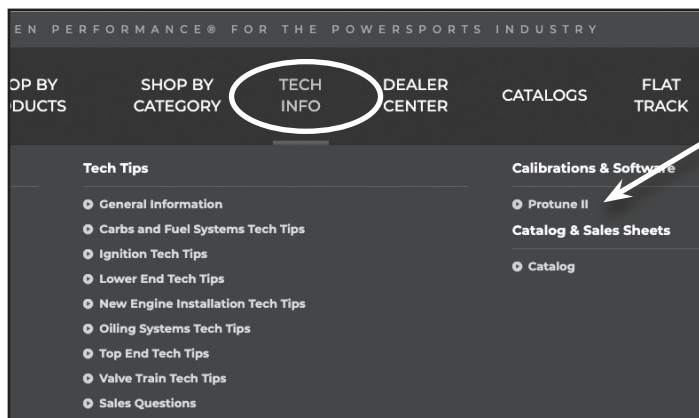 EN PERFORMANCE® FOR THE POWERSPORTS INDUSTRY
OP BY
DUCTS
SHOP BY
CATEGORY
TECH
INFO
DEALER
CENTER
CATALOGS
FLAT
TRACK
Tech Tips
General Information
Carbs and Fuel Systems Tech Tips
Ignition Tech Tips
Lower End Tech Tips
New Engine Installation Tech Tips
Oiling Systems Tech Tips
Top End Tech Tips
Valve Train Tech Tips
Sales Questions
Calibrations & Software
Protune II
Catalog & Sales Sheets
Catalog